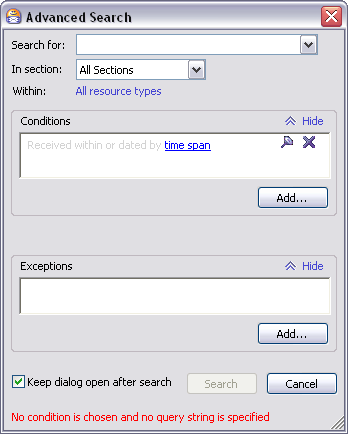 Advanced Search
Search for:
In section: All Sections
Within: All resource types
Conditions Hide
Received within or dated by time span
Add...
Exceptions Hide
Add...
Keep dialog open after search Search Cancel
No condition is chosen and no query string is specified